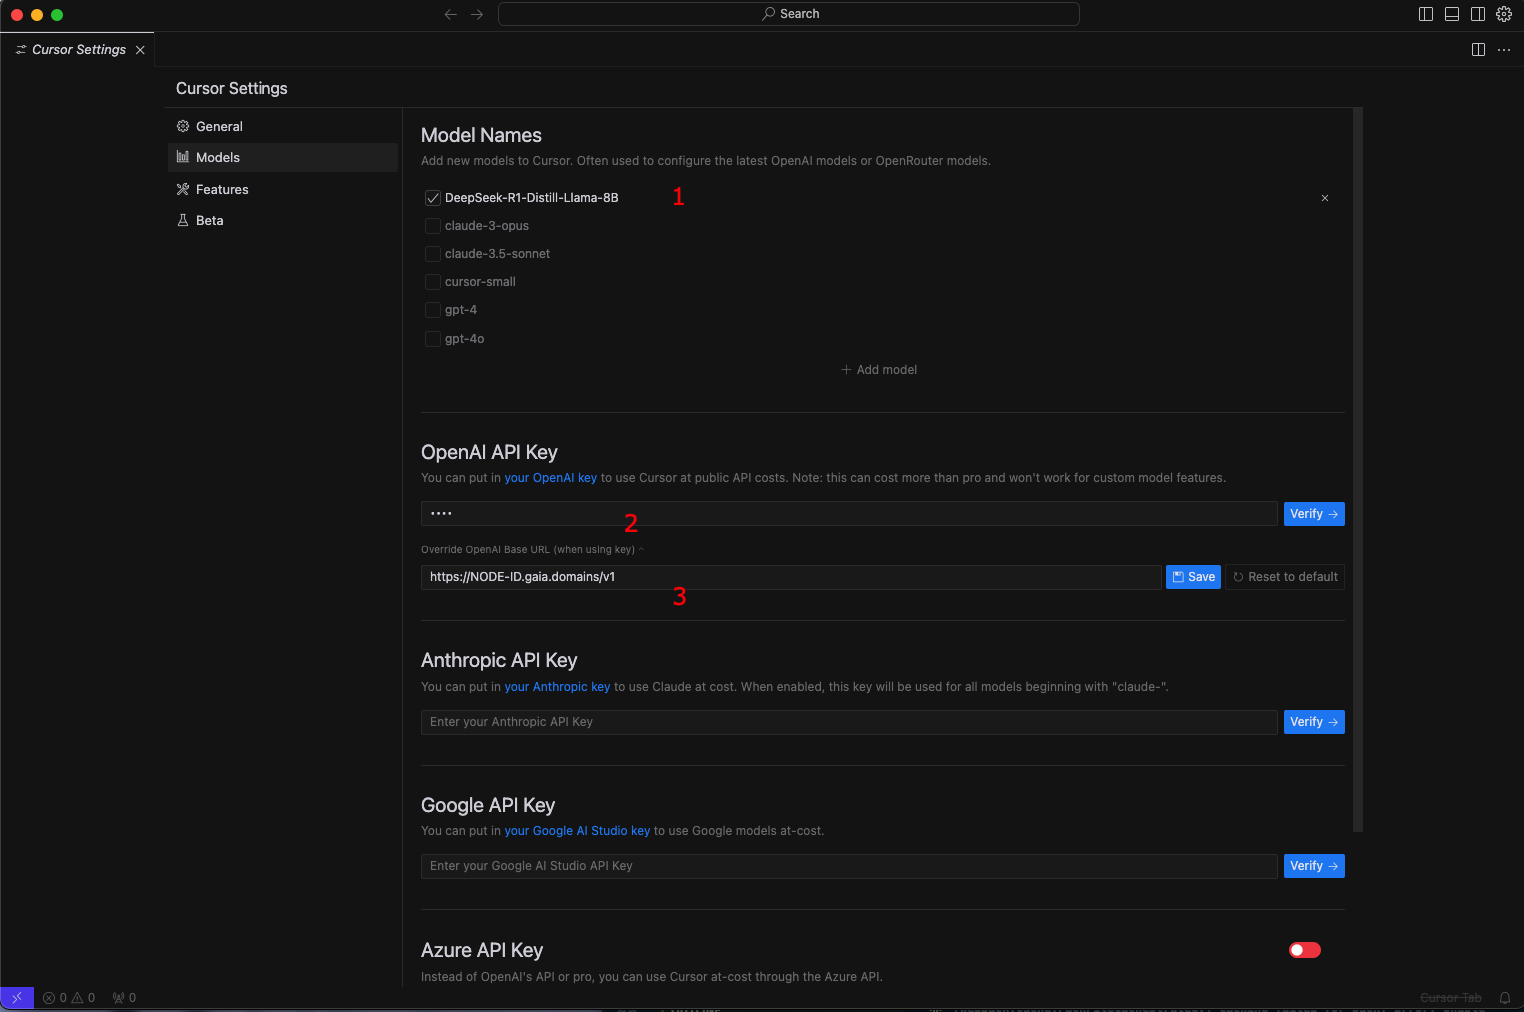 Search
Cursor Settings
Cursor Settings
General
Models
Features
Beta
Model Names
Add new models to Cursor. Often used to configure the latest OpenAI models or OpenRouter models.
DeepSeek-R1-Distill-Llama-8B
1
claude-3-opus
claude-3.5-sonnet
cursor-small
gpt-4
gpt-4o
+ Add model
OpenAI API Key
You can put in your OpenAI key to use Cursor at public API costs. Note: this can cost more than pro and won't work for custom model features.
••••
Verify →
2
Override OpenAI Base URL (when using key)
https://NODE-ID.gaia.domains/v1
Save
Reset to default
3
Anthropic API Key
You can put in your Anthropic key to use Claude at cost. When enabled, this key will be used for all models beginning with "claude-".
Enter your Anthropic API Key
Verify →
Google API Key
You can put in your Google AI Studio key to use Google models at-cost.
Enter your Google AI Studio API Key
Verify →
Azure API Key
Instead of OpenAI's API or pro, you can use Cursor at-cost through the Azure API.
0
0
0
Cursor Tab